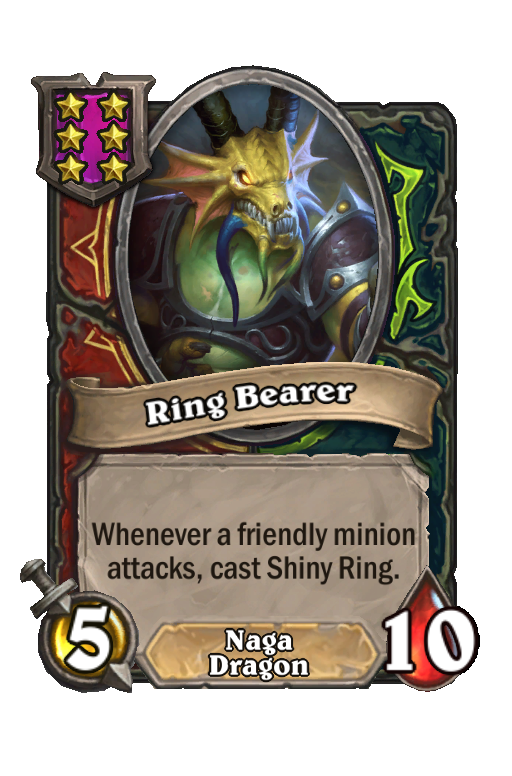 Ring Bearer
Whenever a friendly minion
attacks, cast Shiny Ring.
5
Naga
Dragon
10